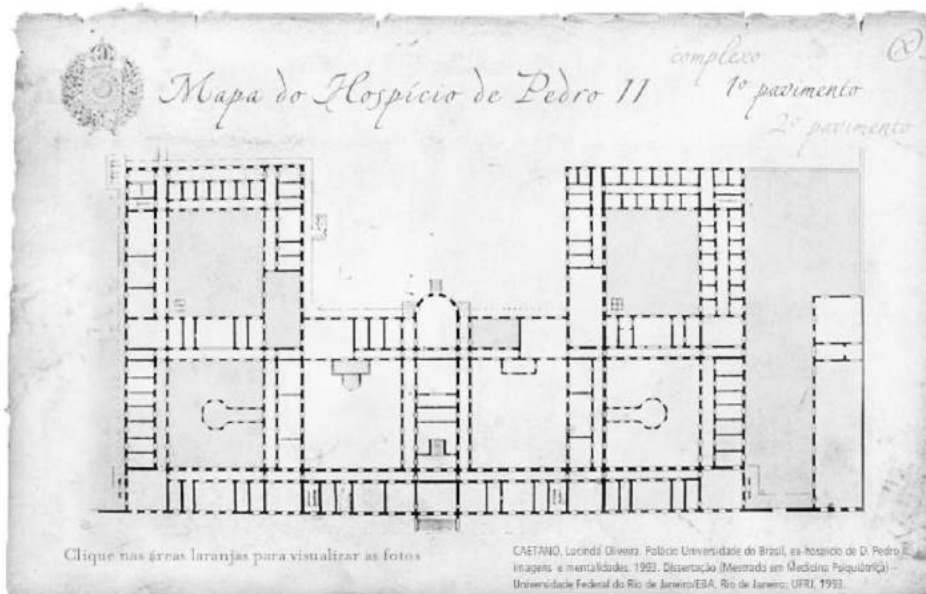 complexo
Mapa do Hospício de Pedro II
1º pavimento
2º pavimento
Clique nas áreas laranjas para visualizar as fotos
CAETANO, Lucinda Oliveira. Palácio Universidade do Brasil, ex-hospício de D. Pedro
imagens e mentalidades. 1993. Dissertação (Mestrado em Medicina Psiquiátrica) –
Universidade Federal do Rio de Janeiro/EBA, Rio de Janeiro: UFRJ, 1993.